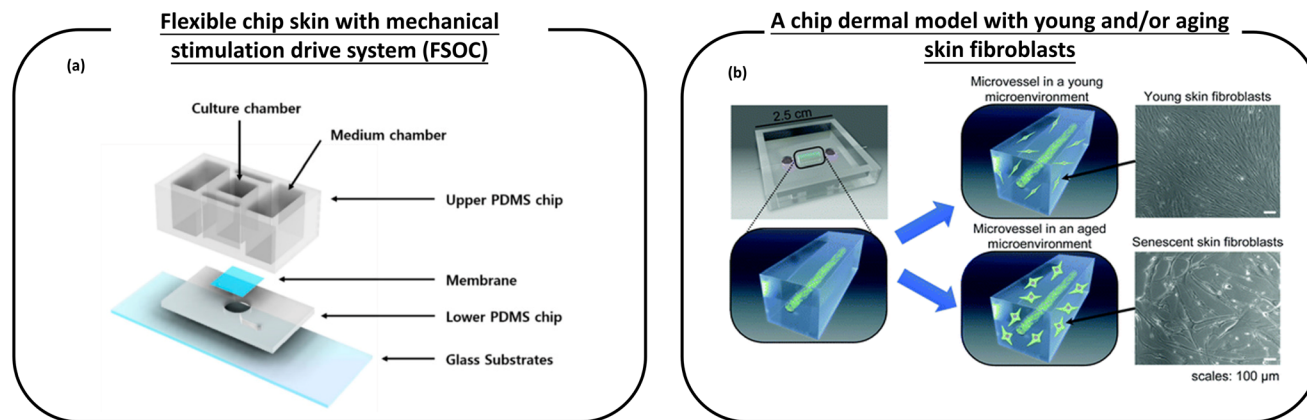 Flexible chip skin with mechanical
stimulation drive system (FSOC)
(a)
Culture chamber
Medium chamber
Upper PDMS chip
Membrane
Lower PDMS chip
Glass Substrates
A chip dermal model with young and/or aging
skin fibroblasts
(b)
2.5 cm
Microvessel in a young
microenvironment
Young skin fibroblasts
Microvessel in an aged
microenvironment
Senescent skin fibroblasts
scales: 100 μm